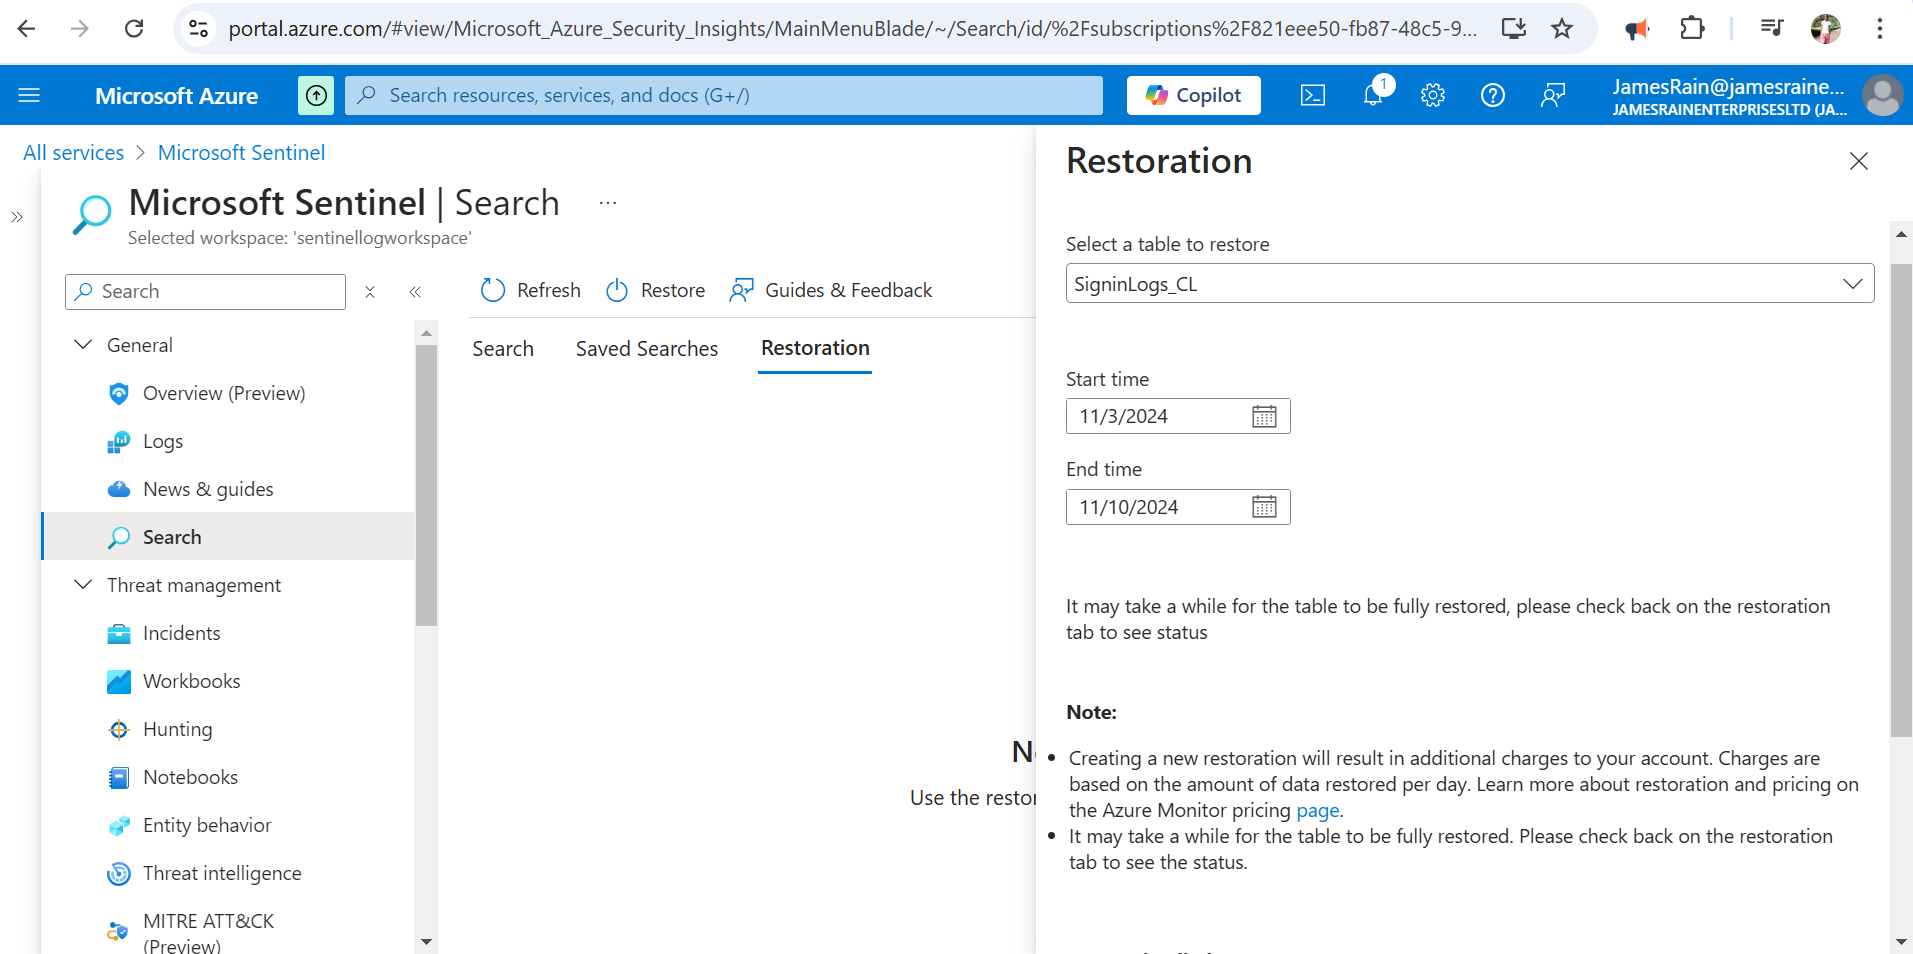 portal.azure.com/#view/Microsoft_Azure_Security_Insights/MainMenuBlade/~/Search/id/%2Fsubscriptions%2F821eee50-fb87-48c5-9...
Microsoft Azure
Search resources, services, and docs (G+/)
Copilot
1
JamesRain@jamesraine...
JAMESRAINENTERPRISESLTD (JA...
All services > Microsoft Sentinel
Microsoft Sentinel | Search
...
Selected workspace: 'sentinellogworkspace'
Search
General
Overview (Preview)
Logs
News & guides
Search
Threat management
Incidents
Workbooks
Hunting
Notebooks
Entity behavior
Threat intelligence
MITRE ATT&CK
(Preview)
Refresh
Restore
Guides & Feedback
Search
Saved Searches
Restoration
Use the
Restoration
Select a table to restore
SigninLogs_CL
Start time
11/3/2024
End time
11/10/2024
It may take a while for the table to be fully restored, please check back on the restoration
tab to see status
Note:
• Creating a new restoration will result in additional charges to your account. Charges are
based on the amount of data restored per day. Learn more about restoration and pricing on
the Azure Monitor pricing page.
• It may take a while for the table to be fully restored. Please check back on the restoration
tab to see the status.